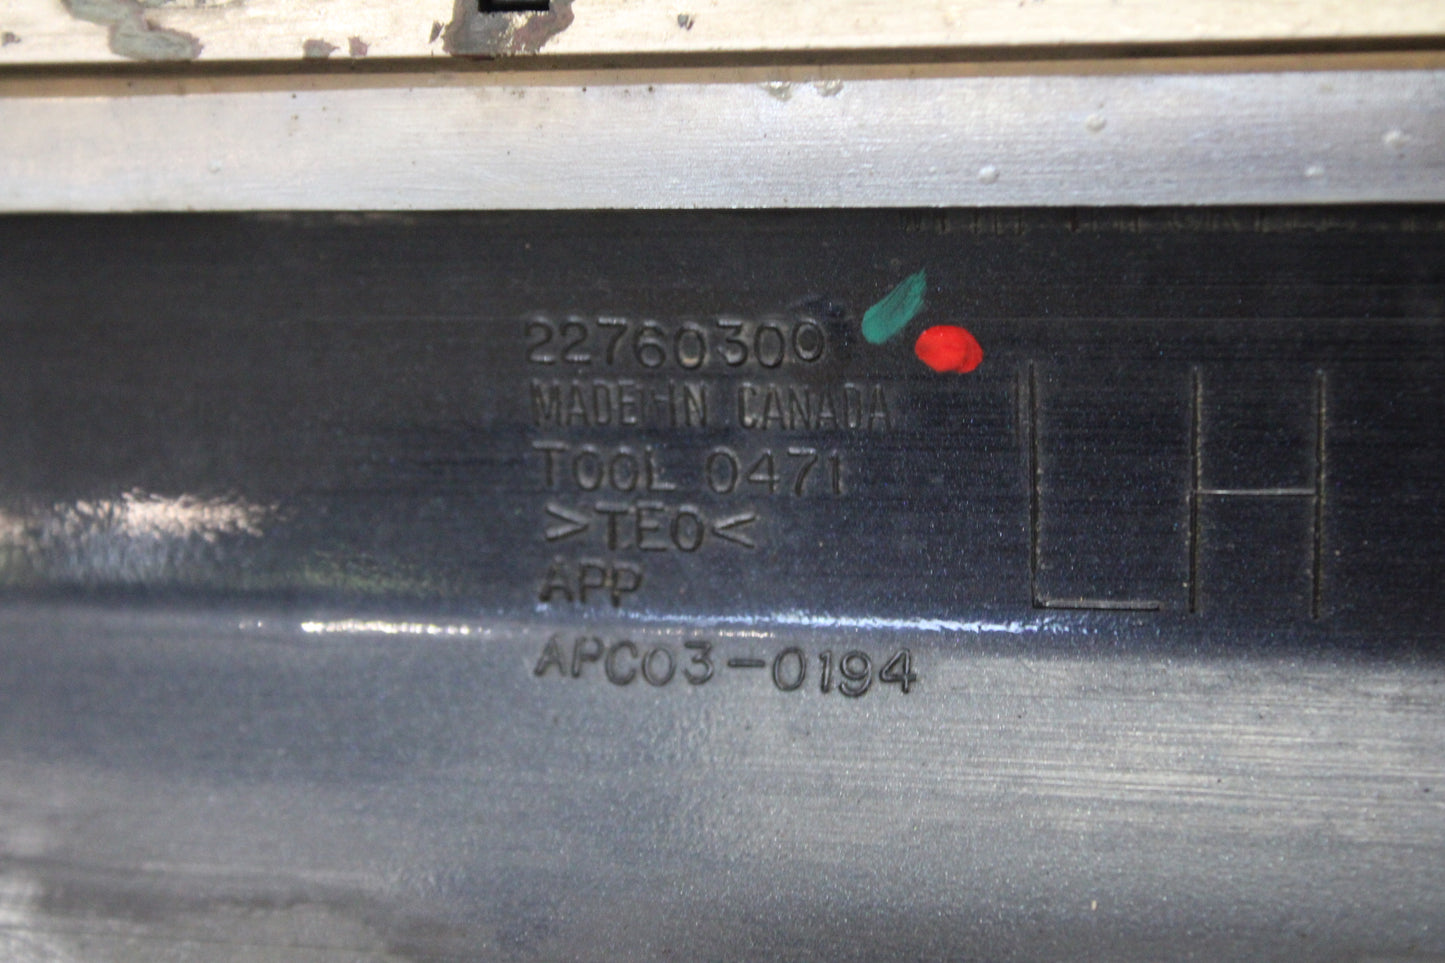 22760300
MADE IN CANADA
TOOL 0471
>TEO<
APP
APC03-0194
LH